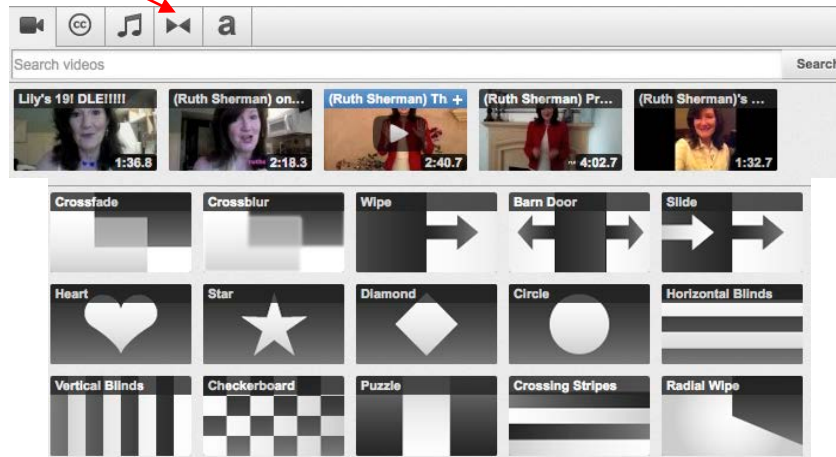 cc a
Search videos Search
Lily's 19! DLE!!!!! (Ruth Sherman) on... (Ruth Sherman) Th + (Ruth Sherman) Pr... (Ruth Sherman)'s ...
1:36.8 2:18.3 2:40.7 4:02.7 1:32.7
Crossfade Crossblur Wipe Barn Door Slide
Heart Star Diamond Circle Horizontal Blinds
Vertical Blinds Checkerboard Puzzle Crossing Stripes Radial Wipe